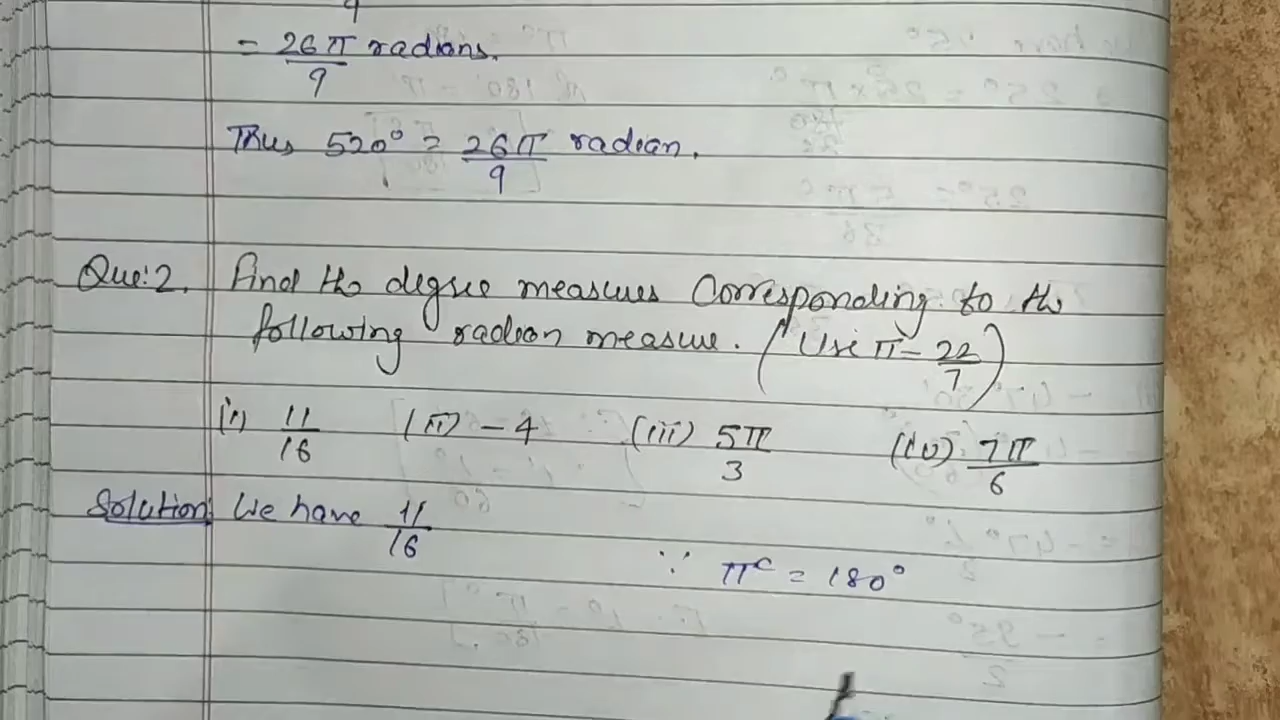 9
= 26π/9 radians.
Thus 520° = 26π/9 radian.
Que:2. Find the degree measures Corresponding to the
following radian measure. (Use π - 22/7)
(i) 11/16 (ii) - 4 (iii) 5π/3 (iv) 7π/6
Solution: We have 11/16
∵ πᶜ = 180°